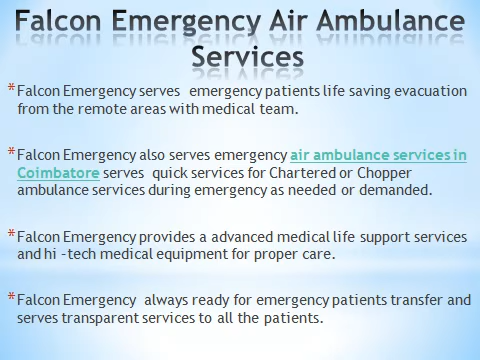 Falcon Emergency Air Ambulance
Services
* Falcon Emergency serves  emergency patients life saving evacuation
from the remote areas with medical team.
* Falcon Emergency also serves emergency air ambulance services in
Coimbatore serves  quick services for Chartered or Chopper
ambulance services during emergency as needed or demanded.
* Falcon Emergency provides a advanced medical life support services
and hi –tech medical equipment for proper care.
* Falcon Emergency  always ready for emergency patients transfer and
serves transparent services to all the patients.